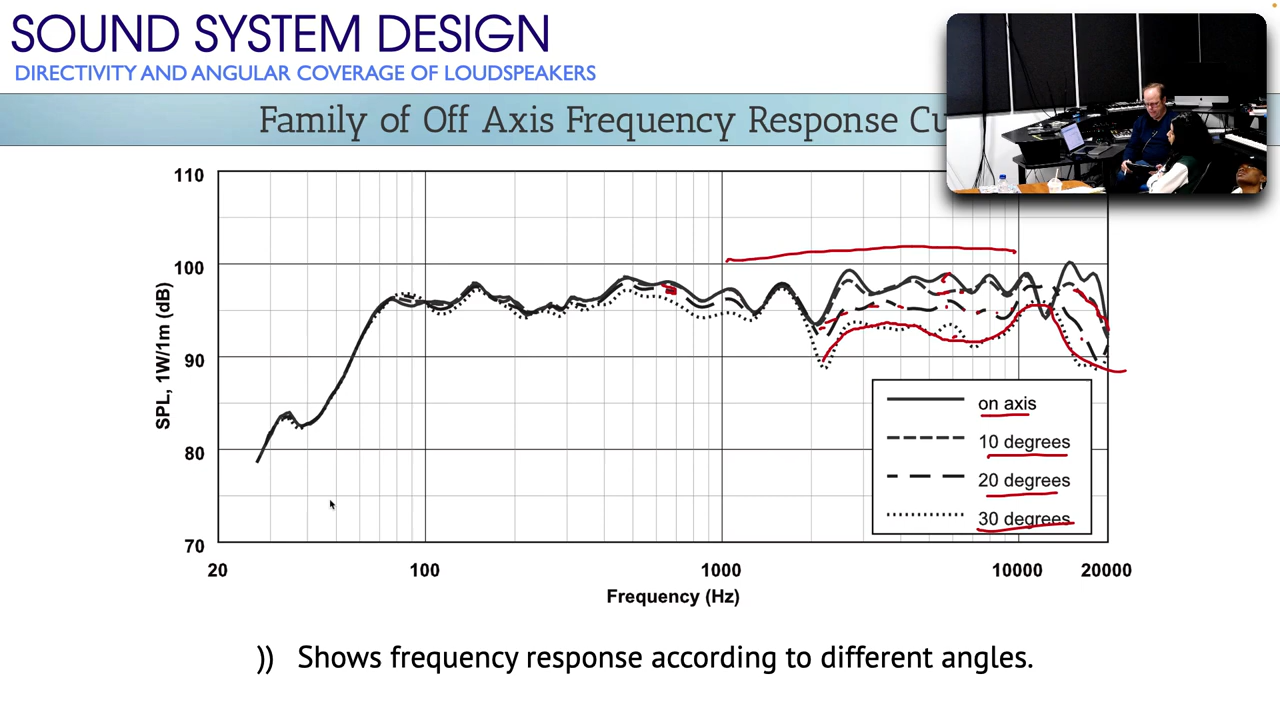 SOUND SYSTEM DESIGN
DIRECTIVITY AND ANGULAR COVERAGE OF LOUDSPEAKERS
Family of Off Axis Frequency Response
110
100
90
80
70
SPL, 1W/1m (dB)
on axis
10 degrees
20 degrees
30 degrees
20
100
1000
10000
20000
Frequency (Hz)
)) Shows frequency response according to different angles.